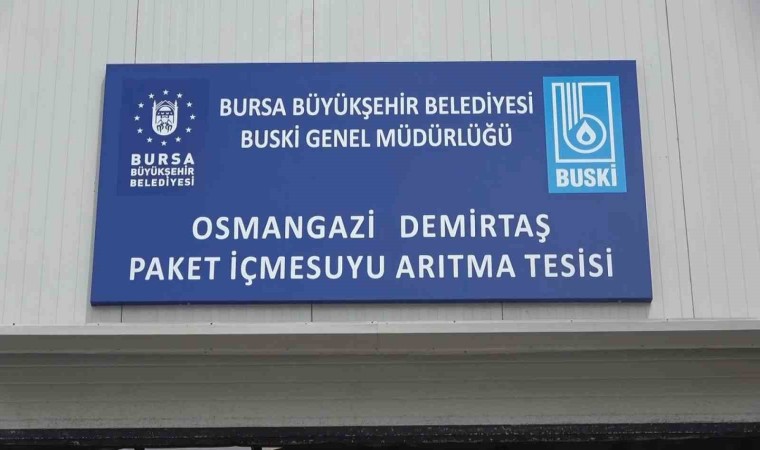 BURSA BÜYÜKŞEHİR BELEDİYESİ
BUSKİ GENEL MÜDÜRLÜĞÜ
BURSA
BÜYÜKŞEHİR
BELEDİYESİ
BUSKİ
OSMANGAZİ DEMİRTAŞ
PAKET İÇMESUYU ARITMA TESİSİ